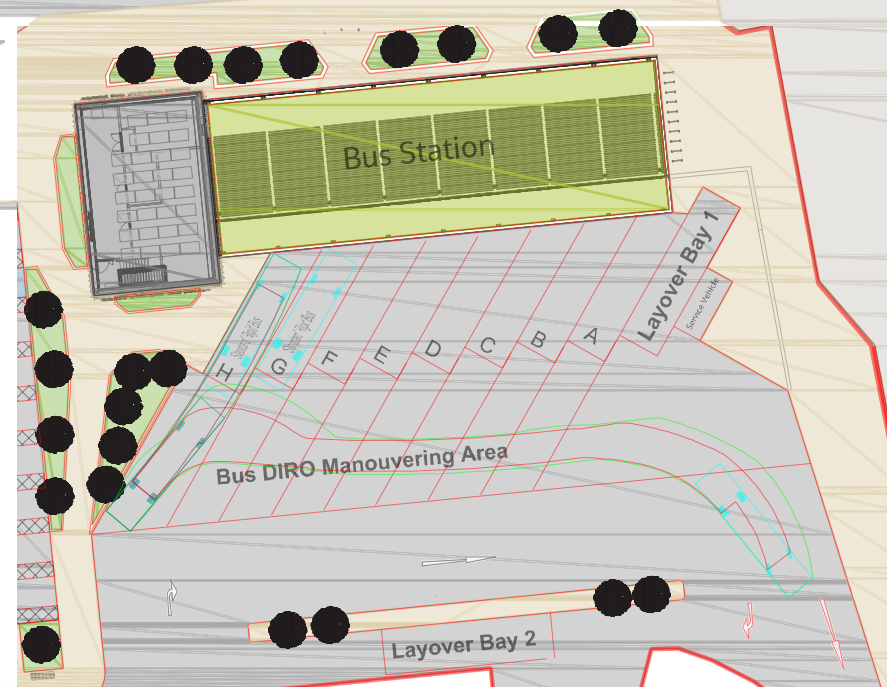 Bus Station
Layover Bay 1
Service Vehicle
A
B
C
D
E
F
G
H
Bus DIRO Manouvering Area
Layover Bay 2